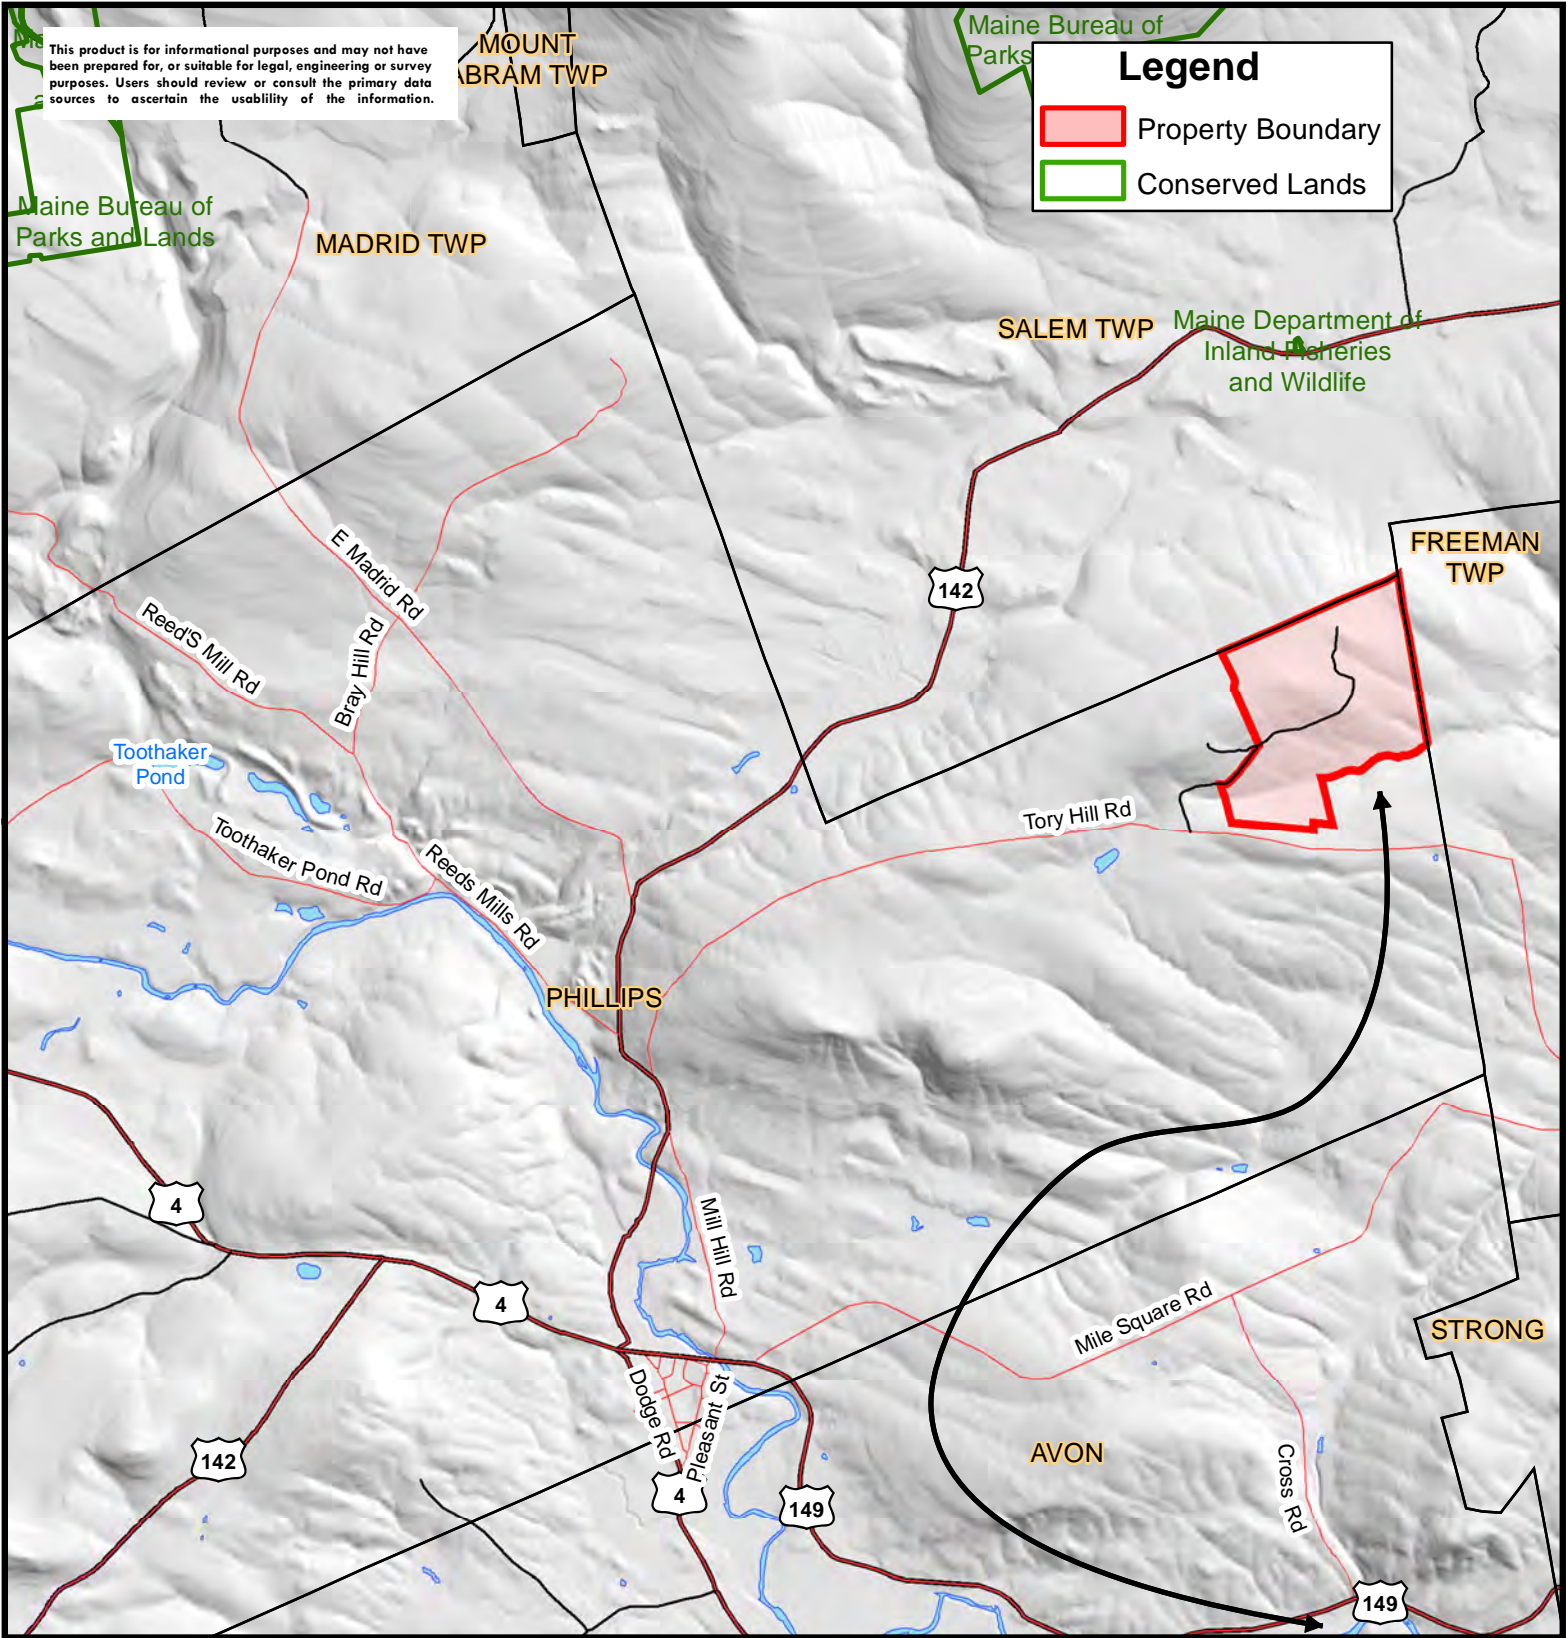 This product is for informational purposes and may not have
been prepared for, or suitable for legal, engineering or survey
purposes. Users should review or consult the primary data
sources to ascertain the usablility of the information.
MOUNT
ABRAM TWP
Maine Bureau of
Parks
Legend
Property Boundary
Conserved Lands
Maine Bureau of
Parks and Lands
MADRID TWP
SALEM TWP
Maine Department of
Inland Fisheries
and Wildlife
FREEMAN
TWP
142
E Madrid Rd
Reed'S Mill Rd
Bray Hill Rd
Toothaker
Pond
Tory Hill Rd
Toothaker Pond Rd
Reeds Mills Rd
PHILLIPS
4
Mill Hill Rd
4
Mile Square Rd
STRONG
Dodge Rd
Pleasant St
142
AVON
Cross Rd
4
149
149